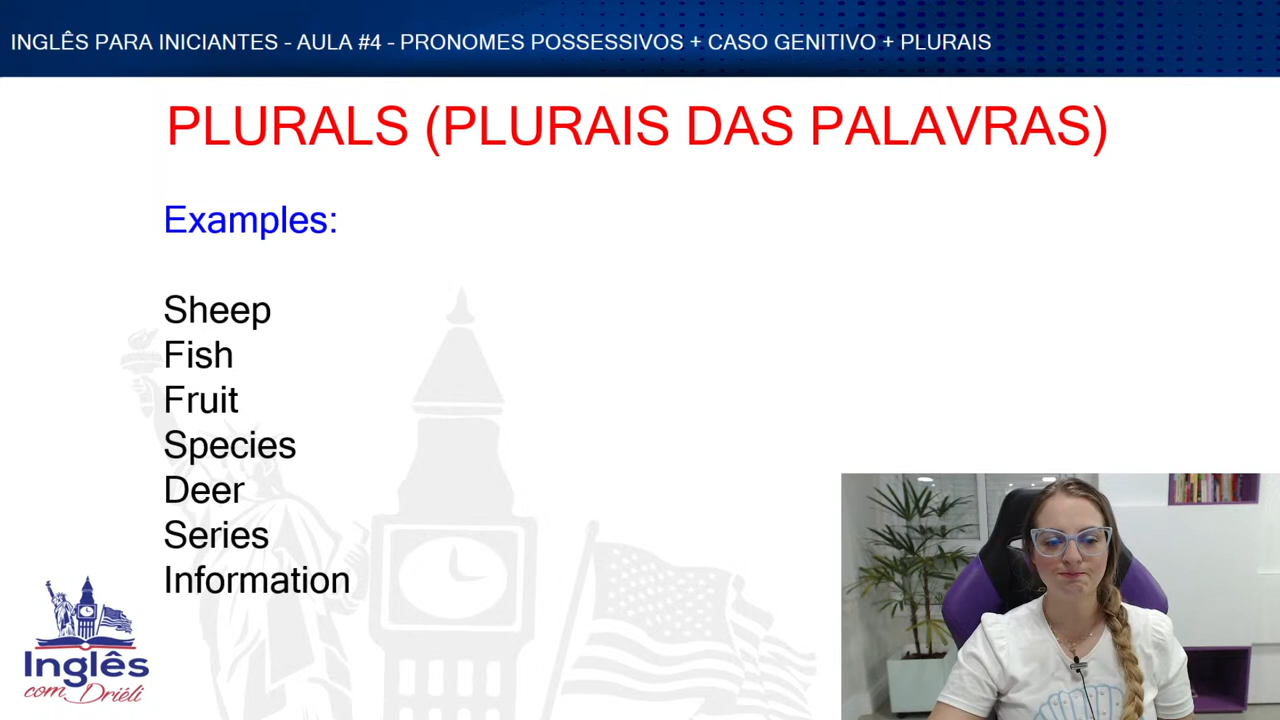 INGLÊS PARA INICIANTES - AULA #4 - PRONOMES POSSESSIVOS + CASO GENITIVO + PLURAIS
PLURALS (PLURAIS DAS PALAVRAS)
Examples:
Sheep
Fish
Fruit
Species
Deer
Series
Information
Inglês
com Driéli